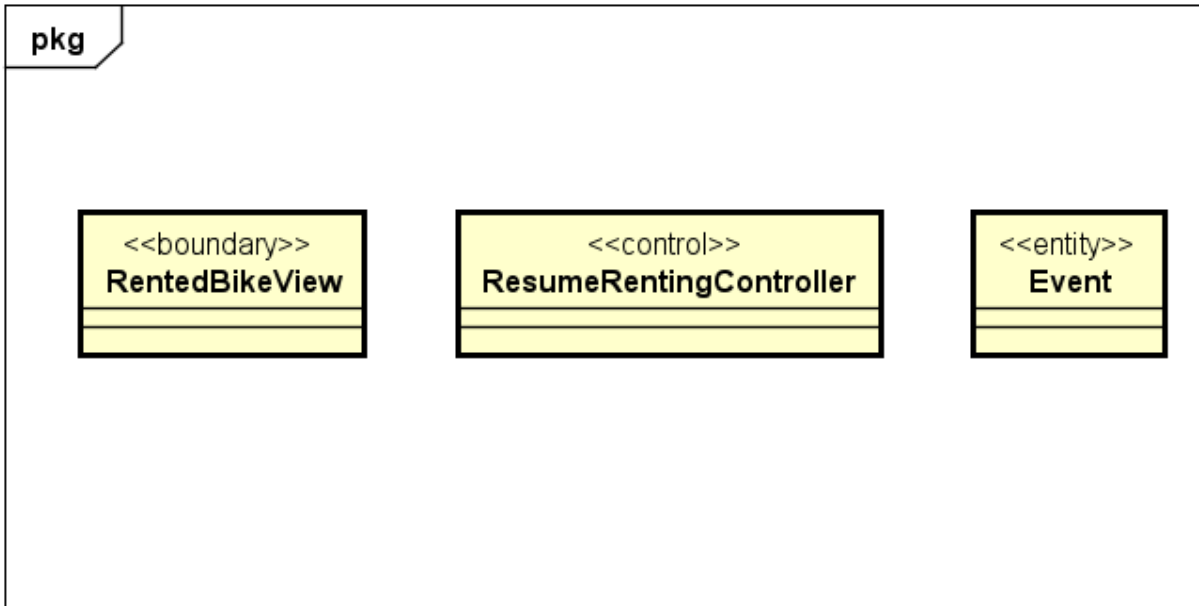 pkg
<<boundary>>
RentedBikeView
<<control>>
ResumeRentingController
<<entity>>
Event